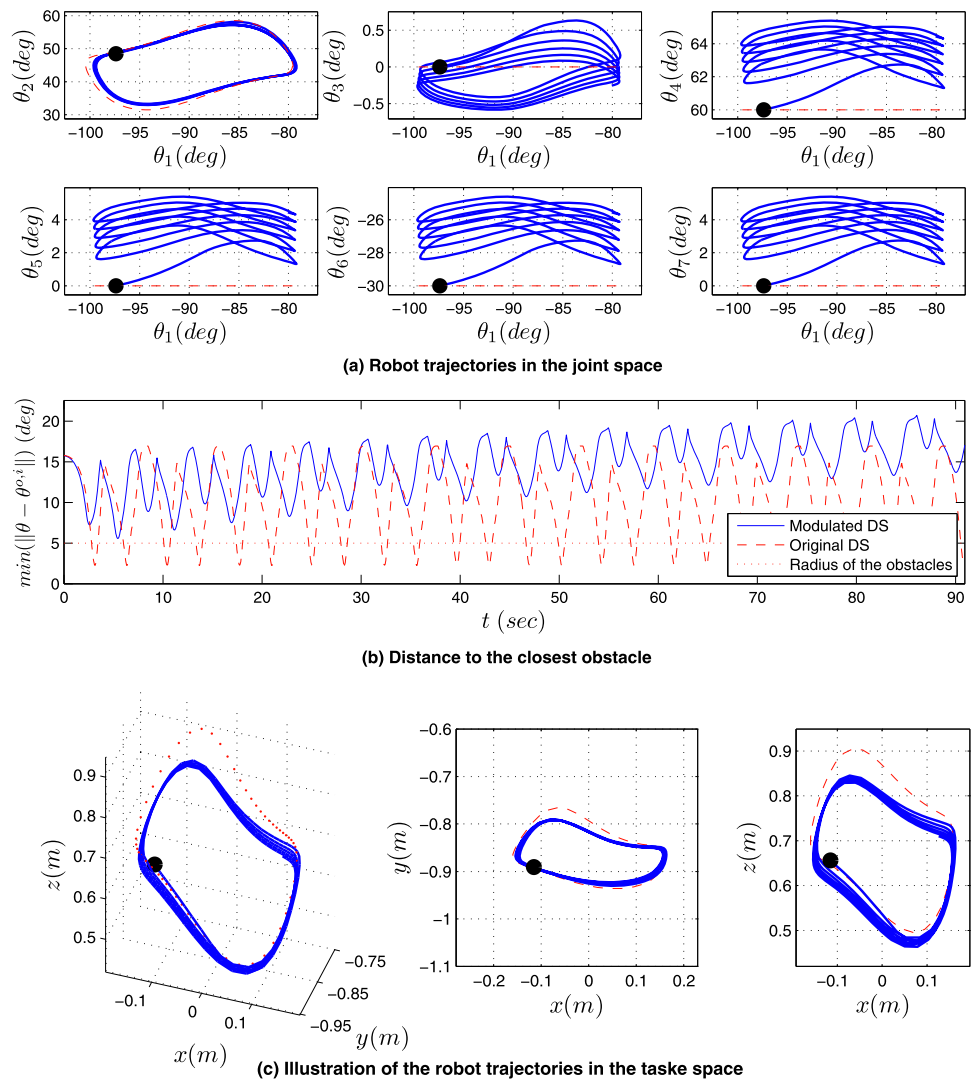 60
50
40
30
θ₂(deg)
−100 −95 −90 −85 −80
θ₁(deg)
0.5
0
−0.5
θ₃(deg)
−100 −95 −90 −85 −80
θ₁(deg)
64
62
60
θ₄(deg)
−100 −95 −90 −85 −80
θ₁(deg)
4
2
0
θ₅(deg)
−100 −95 −90 −85 −80
θ₁(deg)
−26
−28
−30
θ₆(deg)
−100 −95 −90 −85 −80
θ₁(deg)
4
2
0
θ₇(deg)
−100 −95 −90 −85 −80
θ₁(deg)
(a) Robot trajectories in the joint space
20
15
10
5
0
min(‖θ − θ^{o,i}‖) (deg)
Modulated DS
Original DS
Radius of the obstacles
0 10 20 30 40 50 60 70 80 90
t (sec)
(b) Distance to the closest obstacle
0.9
0.8
0.7
0.6
0.5
z(m)
−0.1 0 0.1
x(m)
−0.75
−0.85
−0.95
y(m)
−0.6
−0.7
−0.8
−0.9
−1
−1.1
y(m)
−0.2 −0.1 0 0.1 0.2
x(m)
0.9
0.8
0.7
0.6
0.5
z(m)
−0.1 0 0.1
x(m)
(c) Illustration of the robot trajectories in the taske space